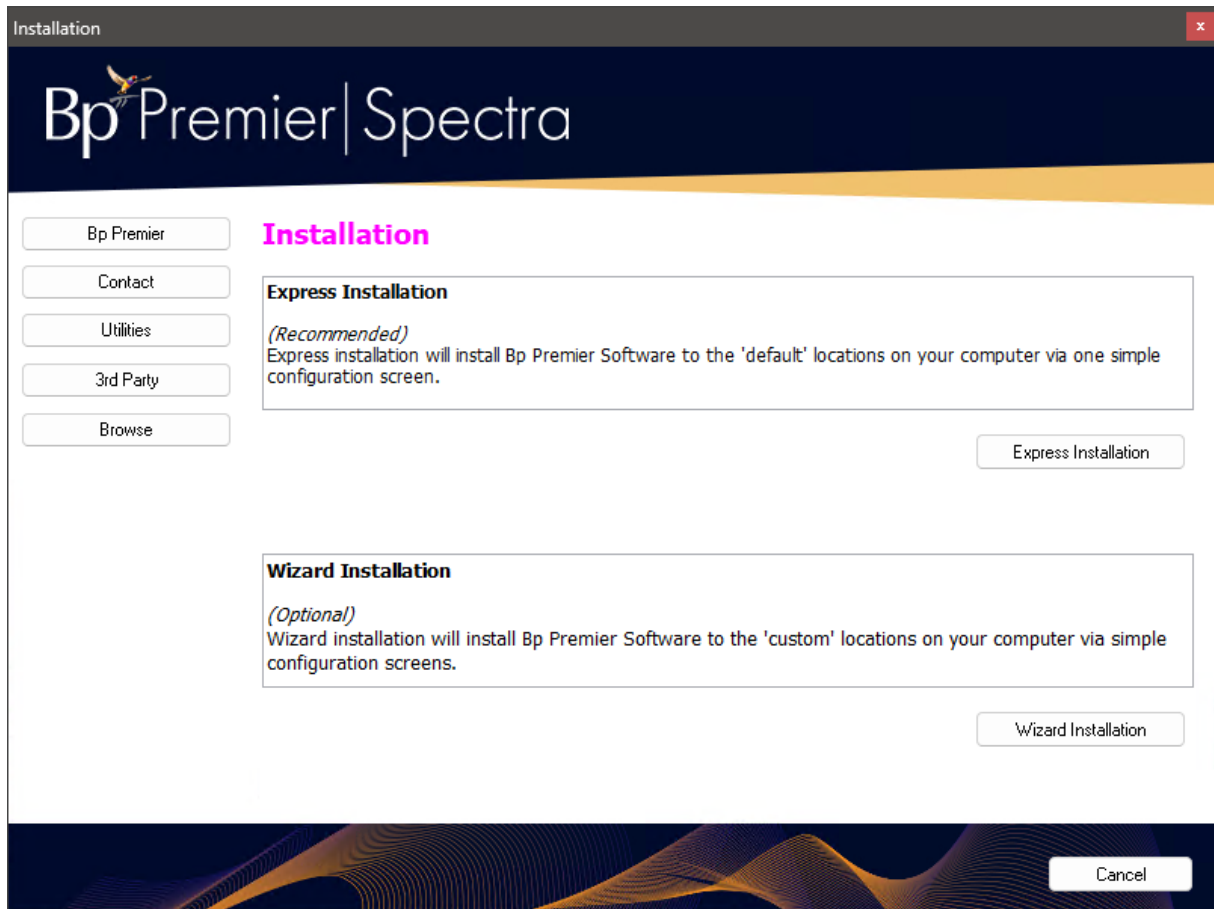 Installation
x
Bp Premier | Spectra
Bp Premier
Contact
Utilities
3rd Party
Browse
Installation
Express Installation
(Recommended)
Express installation will install Bp Premier Software to the 'default' locations on your computer via one simple
configuration screen.
Express Installation
Wizard Installation
(Optional)
Wizard installation will install Bp Premier Software to the 'custom' locations on your computer via simple
configuration screens.
Wizard Installation
Cancel